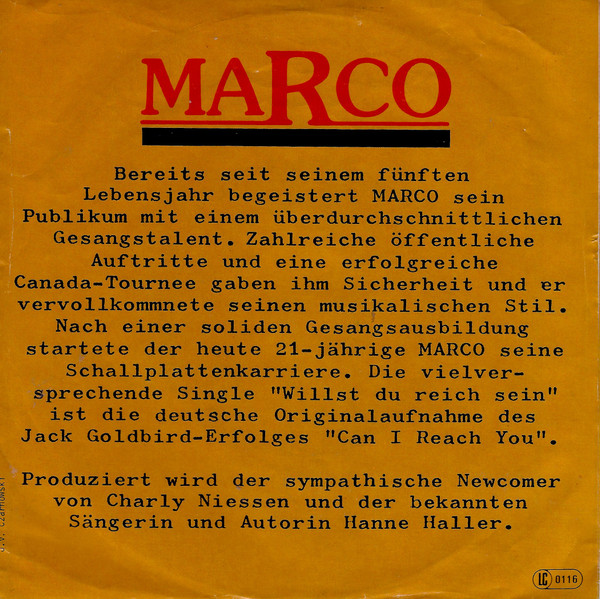 MARCO
Bereits seit seinem fünften
Lebensjahr begeistert MARCO sein
Publikum mit einem überdurchschnittlichen
Gesangstalent. Zahlreiche öffentliche
Auftritte und eine erfolgreiche
Canada-Tournee gaben ihm Sicherheit und er
vervollkommnete seinen musikalischen Stil.
Nach einer soliden Gesangsausbildung
startete der heute 21-jährige MARCO seine
Schallplattenkarriere. Die vielver-
sprechende Single "Willst du reich sein"
ist die deutsche Originalaufnahme des
Jack Goldbird-Erfolges "Can I Reach You".
Produziert wird der sympathische Newcomer
von Charly Niessen und der bekannten
Sängerin und Autorin Hanne Haller.
LC 0116